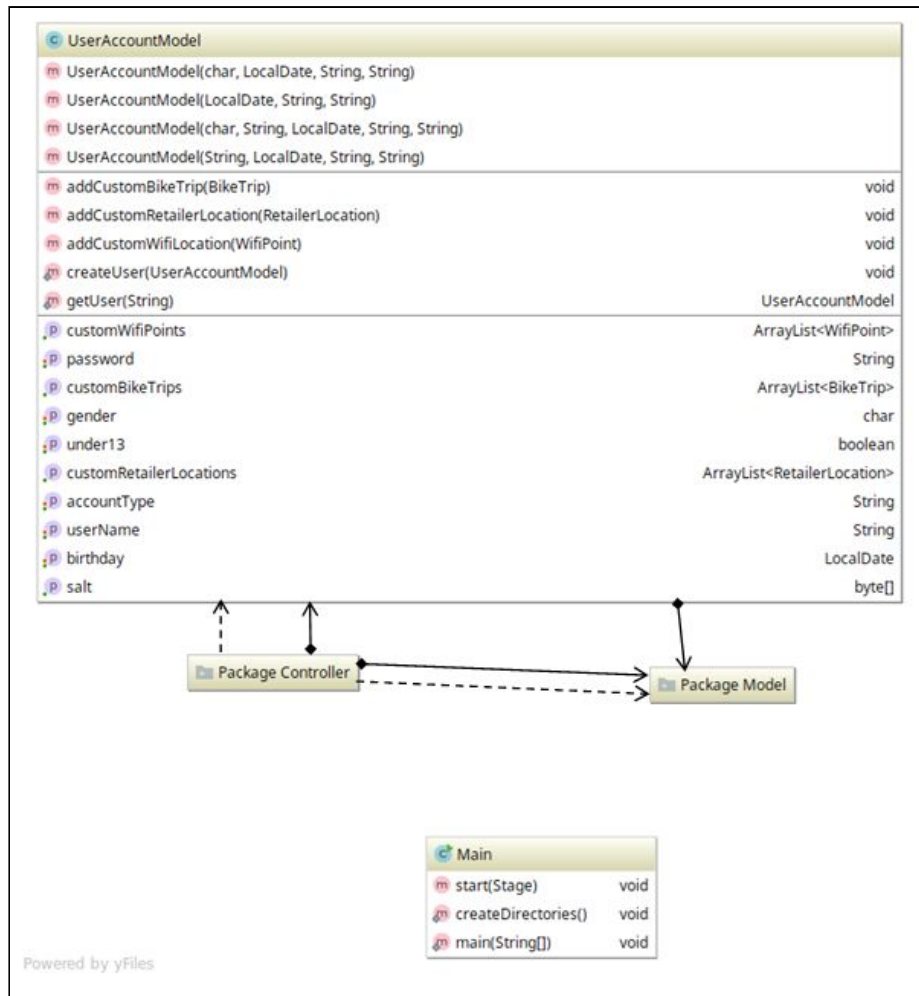 UserAccountModel
UserAccountModel(char, LocalDate, String, String)
UserAccountModel(LocalDate, String, String)
UserAccountModel(char, String, LocalDate, String, String)
UserAccountModel(String, LocalDate, String, String)
addCustomBikeTrip(BikeTrip) void
addCustomRetailerLocation(RetailerLocation) void
addCustomWifiLocation(WifiPoint) void
createUser(UserAccountModel) void
getUser(String) UserAccountModel
customWifiPoints ArrayList<WifiPoint>
password String
customBikeTrips ArrayList<BikeTrip>
gender char
under13 boolean
customRetailerLocations ArrayList<RetailerLocation>
accountType String
userName String
birthday LocalDate
salt byte[]
Package Controller
Package Model
Main
start(Stage) void
createDirectories() void
main(String[]) void
Powered by yFiles